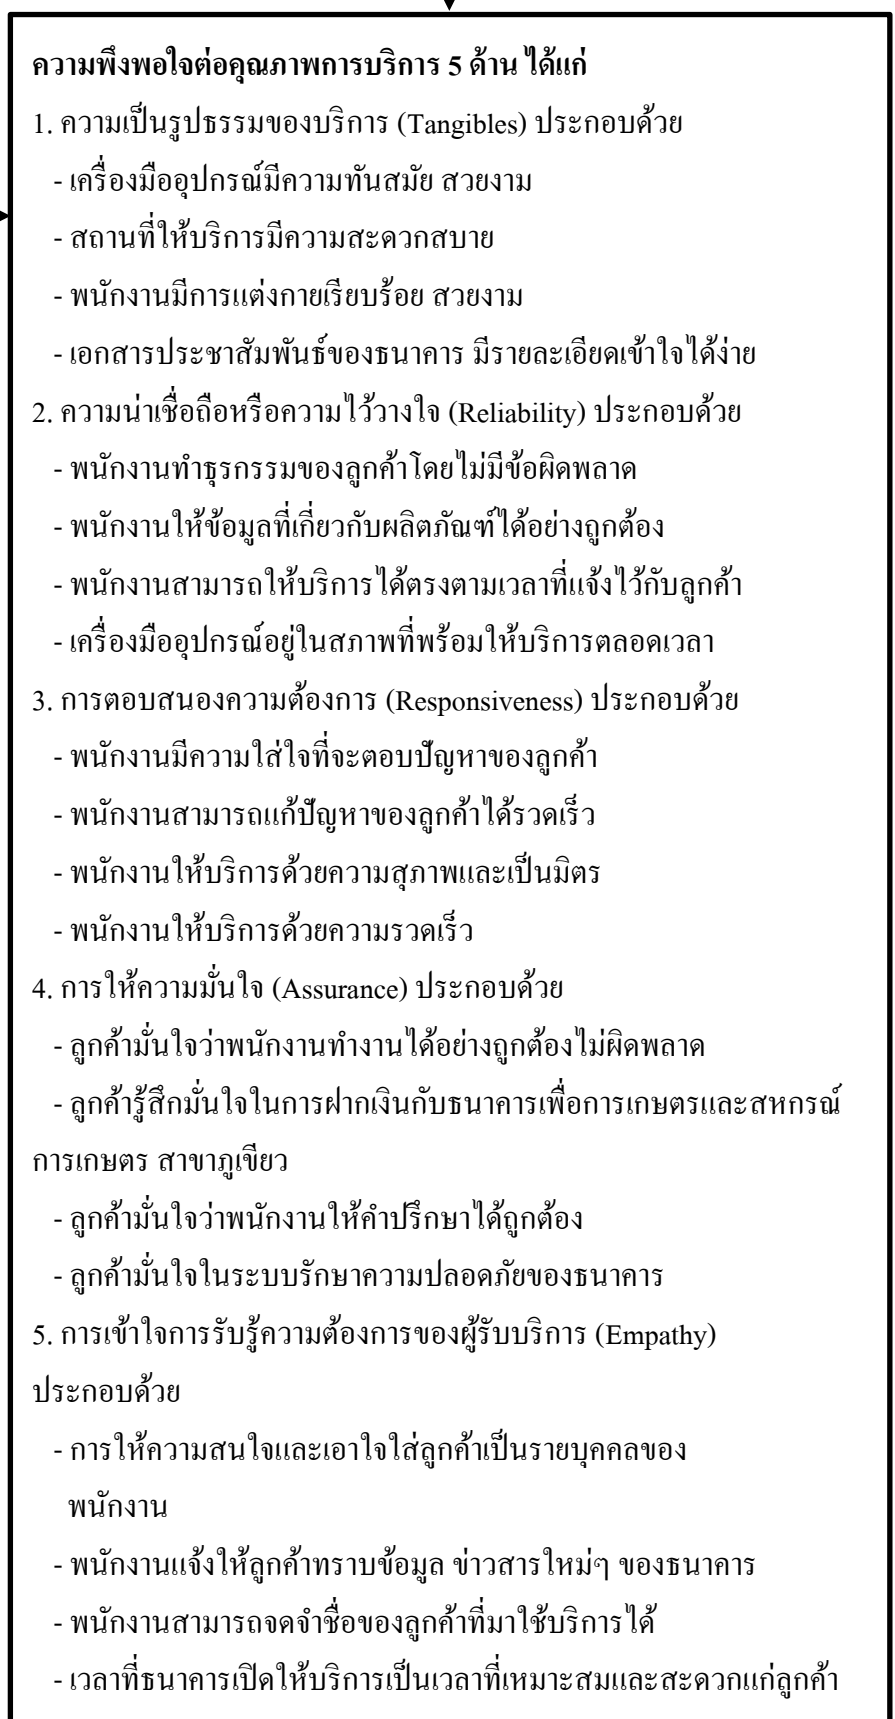 ความพึงพอใจต่อคุณภาพการบริการ 5 ด้าน ได้แก่
1. ความเป็นรูปธรรมของบริการ (Tangibles) ประกอบด้วย
- เครื่องมืออุปกรณ์มีความทันสมัย สวยงาม
- สถานที่ให้บริการมีความสะดวกสบาย
- พนักงานมีการแต่งกายเรียบร้อย สวยงาม
- เอกสารประชาสัมพันธ์ของธนาคาร มีรายละเอียดเข้าใจได้ง่าย
2. ความน่าเชื่อถือหรือความไว้วางใจ (Reliability) ประกอบด้วย
- พนักงานทำธุรกรรมของลูกค้าโดยไม่มีข้อผิดพลาด
- พนักงานให้ข้อมูลที่เกี่ยวกับผลิตภัณฑ์ได้อย่างถูกต้อง
- พนักงานสามารถให้บริการได้ตรงตามเวลาที่แจ้งไว้กับลูกค้า
- เครื่องมืออุปกรณ์อยู่ในสภาพที่พร้อมให้บริการตลอดเวลา
3. การตอบสนองความต้องการ (Responsiveness) ประกอบด้วย
- พนักงานมีความใส่ใจที่จะตอบปัญหาของลูกค้า
- พนักงานสามารถแก้ปัญหาของลูกค้าได้รวดเร็ว
- พนักงานให้บริการด้วยความสุภาพและเป็นมิตร
- พนักงานให้บริการด้วยความรวดเร็ว
4. การให้ความมั่นใจ (Assurance) ประกอบด้วย
- ลูกค้ามั่นใจว่าพนักงานทำงานได้อย่างถูกต้องไม่ผิดพลาด
- ลูกค้ารู้สึกมั่นใจในการฝากเงินกับธนาคารเพื่อการเกษตรและสหกรณ์
การเกษตร สาขาภูเขียว
- ลูกค้ามั่นใจว่าพนักงานให้คำปรึกษาได้ถูกต้อง
- ลูกค้ามั่นใจในระบบรักษาความปลอดภัยของธนาคาร
5. การเข้าใจการรับรู้ความต้องการของผู้รับบริการ (Empathy)
ประกอบด้วย
- การให้ความสนใจและเอาใจใส่ลูกค้าเป็นรายบุคคลของ
พนักงาน
- พนักงานแจ้งให้ลูกค้าทราบข้อมูล ข่าวสารใหม่ๆ ของธนาคาร
- พนักงานสามารถจดจำชื่อของลูกค้าที่มาใช้บริการได้
- เวลาที่ธนาคารเปิดให้บริการเป็นเวลาที่เหมาะสมและสะดวกแก่ลูกค้า